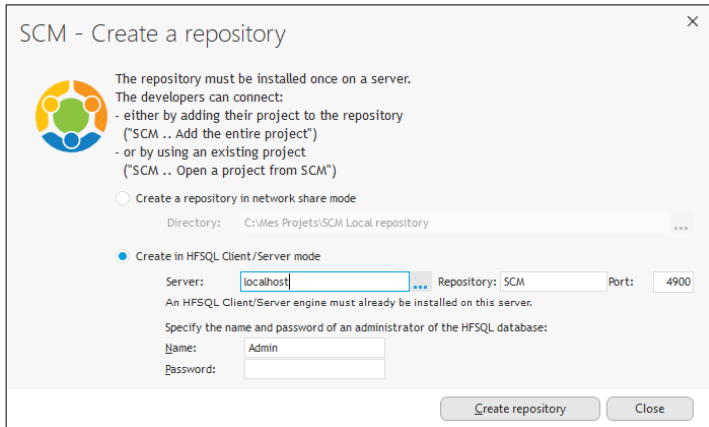 SCM - Create a repository
The repository must be installed once on a server.
The developers can connect:
- either by adding their project to the repository
("SCM .. Add the entire project")
- or by using an existing project
("SCM .. Open a project from SCM")
Create a repository in network share mode
Directory: C:\Mes Projets\SCM Local repository ...
Create in HFSQL Client/Server mode
Server: localhost ... Repository: SCM Port: 4900
An HFSQL Client/Server engine must already be installed on this server.
Specify the name and password of an administrator of the HFSQL database:
Name: Admin
Password:
Create repository Close